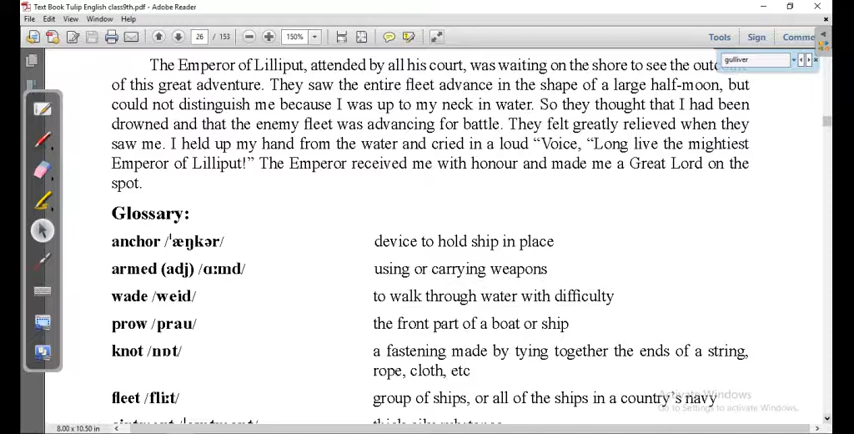 Text Book Tulip English class9th.pdf - Adobe Reader
File Edit View Window Help
26 / 153 150% Tools Sign Comme
gulliver
The Emperor of Lilliput, attended by all his court, was waiting on the shore to see the
of this great adventure. They saw the entire fleet advance in the shape of a large half-moon, but
could not distinguish me because I was up to my neck in water. So they thought that I had been
drowned and that the enemy fleet was advancing for battle. They felt greatly relieved when they
saw me. I held up my hand from the water and cried in a loud “Voice, “Long live the mightiest
Emperor of Lilliput!” The Emperor received me with honour and made me a Great Lord on the
spot.
Glossary:
anchor /ˈæŋkər/ device to hold ship in place
armed (adj) /ɑ:md/ using or carrying weapons
wade /weid/ to walk through water with difficulty
prow /prau/ the front part of a boat or ship
knot /nɒt/ a fastening made by tying together the ends of a string,
rope, cloth, etc
fleet /fli:t/ group of ships, or all of the ships in a country’s navy
Activate Windows
Go to Settings to activate Windows.
8.00 x 10.50 in